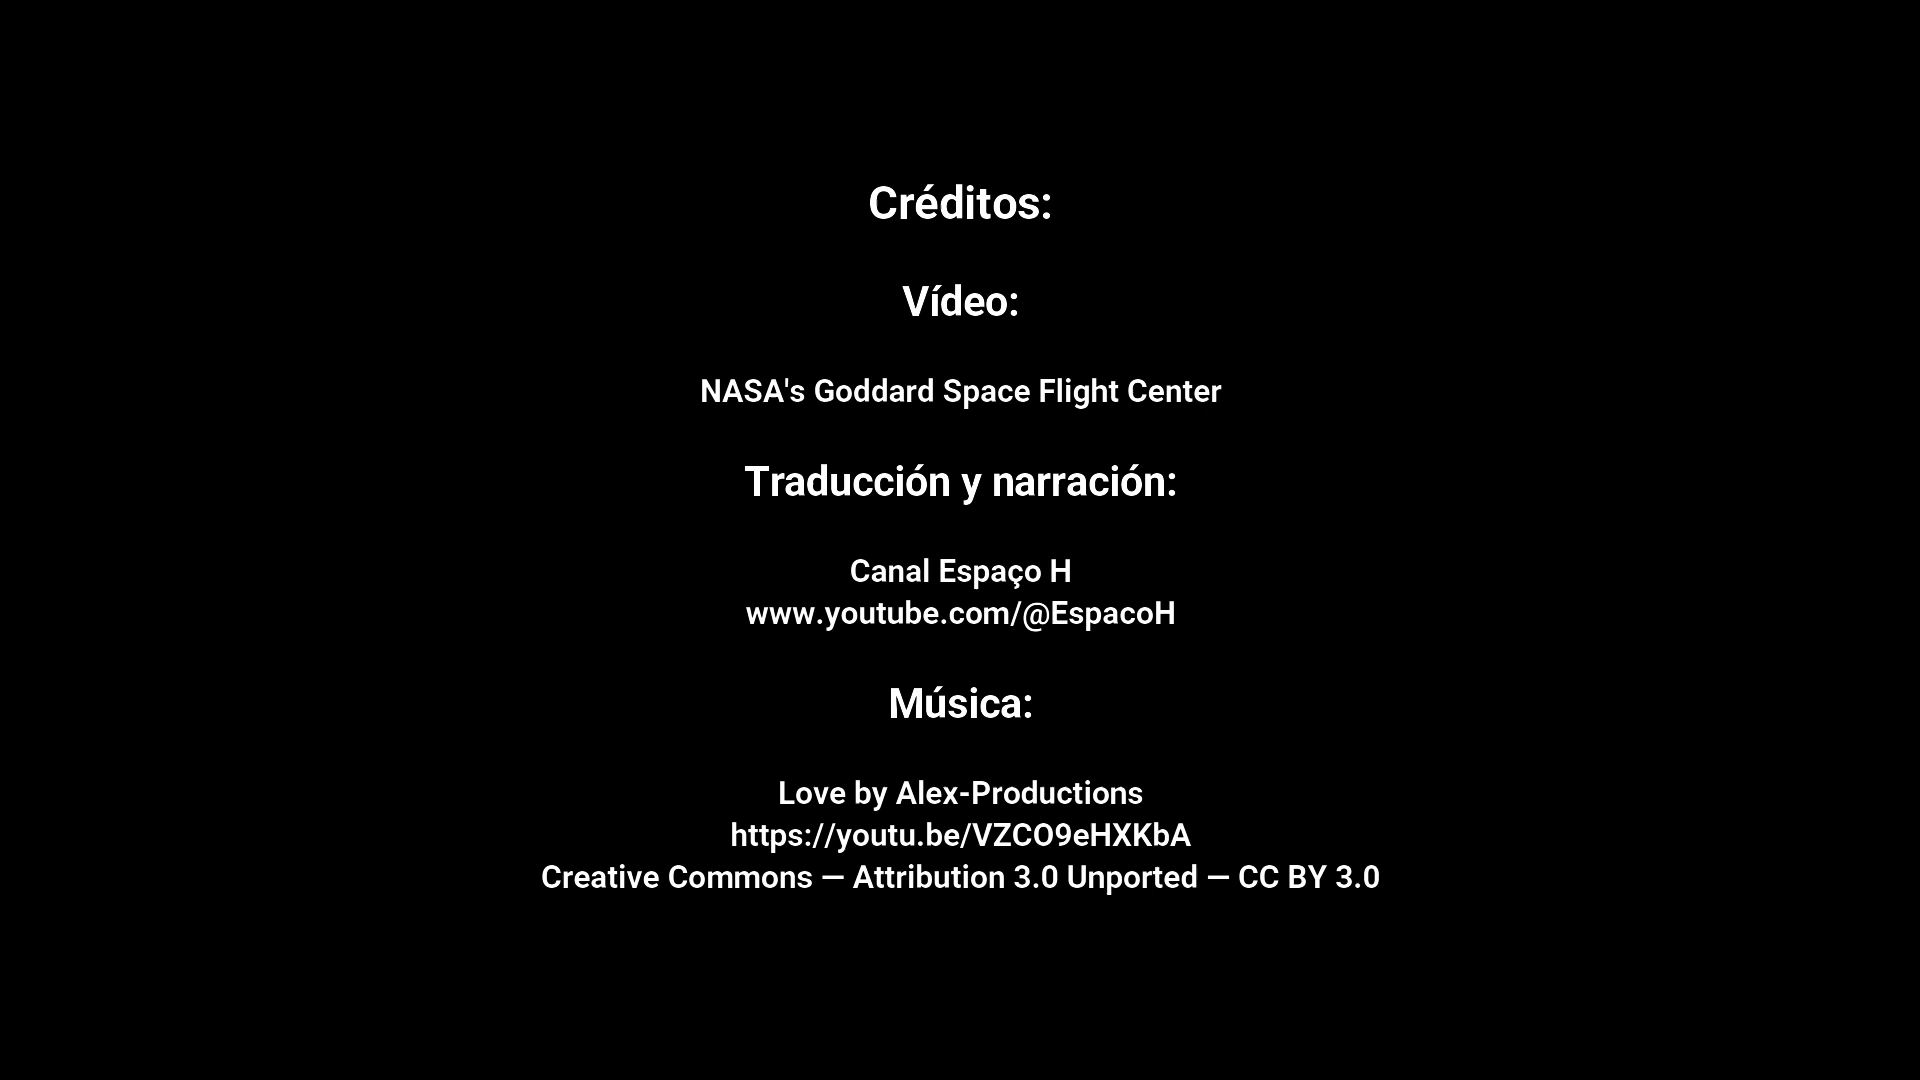 Créditos:
Vídeo:
NASA's Goddard Space Flight Center
Traducción y narración:
Canal Espaço H
www.youtube.com/@EspacoH
Música:
Love by Alex-Productions
https://youtu.be/VZCO9eHXKbA
Creative Commons — Attribution 3.0 Unported — CC BY 3.0